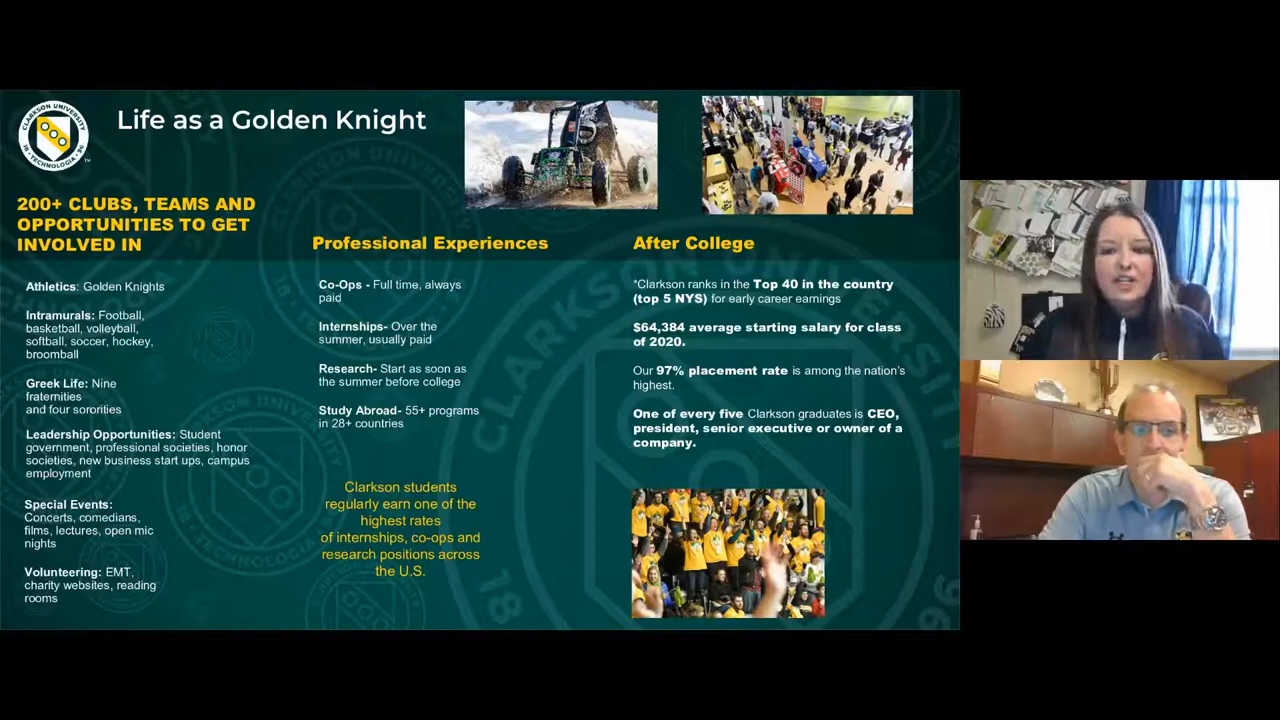 CLARKSON UNIVERSITY
18 · TECHNOLOGIA · 96
TM
Life as a Golden Knight
200+ CLUBS, TEAMS AND
OPPORTUNITIES TO GET
INVOLVED IN
Athletics: Golden Knights
Intramurals: Football,
basketball, volleyball,
softball, soccer, hockey,
broomball
Greek Life: Nine
fraternities
and four sororities
Leadership Opportunities: Student
government, professional societies, honor
societies, new business start ups, campus
employment
Special Events:
Concerts, comedians,
films, lectures, open mic
nights
Volunteering: EMT,
charity websites, reading
rooms
Professional Experiences
Co-Ops - Full time, always
paid
Internships- Over the
summer, usually paid
Research- Start as soon as
the summer before college
Study Abroad- 55+ programs
in 28+ countries
Clarkson students
regularly earn one of the
highest rates
of internships, co-ops and
research positions across
the U.S.
After College
*Clarkson ranks in the Top 40 in the country
(top 5 NYS) for early career earnings
$64,384 average starting salary for class
of 2020.
Our 97% placement rate is among the nation's
highest.
One of every five Clarkson graduates is CEO,
president, senior executive or owner of a
company.